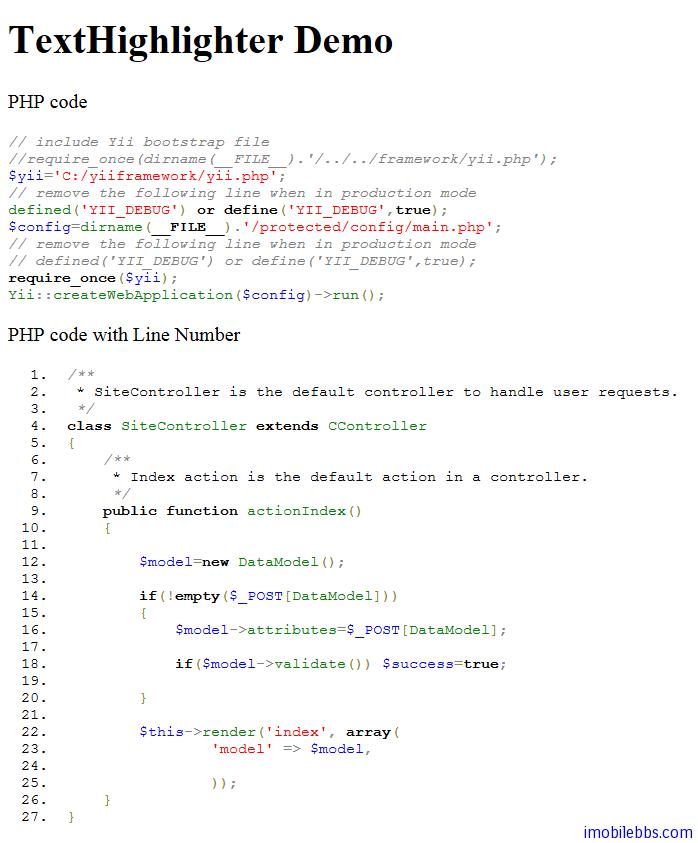 TextHighlighter Demo
PHP code
// include Yii bootstrap file
//require_once(dirname(__FILE__).'/../../framework/yii.php');
$yii='C:/yiiframework/yii.php';
// remove the following line when in production mode
defined('YII_DEBUG') or define('YII_DEBUG',true);
$config=dirname(__FILE__).'/protected/config/main.php';
// remove the following line when in production mode
// defined('YII_DEBUG') or define('YII_DEBUG',true);
require_once($yii);
Yii::createWebApplication($config)->run();
PHP code with Line Number
1. /**
2. * SiteController is the default controller to handle user requests.
3. */
4. class SiteController extends CController
5. {
6. /**
7. * Index action is the default action in a controller.
8. */
9. public function actionIndex()
10. {
11.
12. $model=new DataModel();
13.
14. if(!empty($_POST[DataModel]))
15. {
16. $model->attributes=$_POST[DataModel];
17.
18. if($model->validate()) $success=true;
19.
20. }
21.
22. $this->render('index', array(
23. 'model' => $model,
24.
25. ));
26. }
27. }
imobilebbs.com